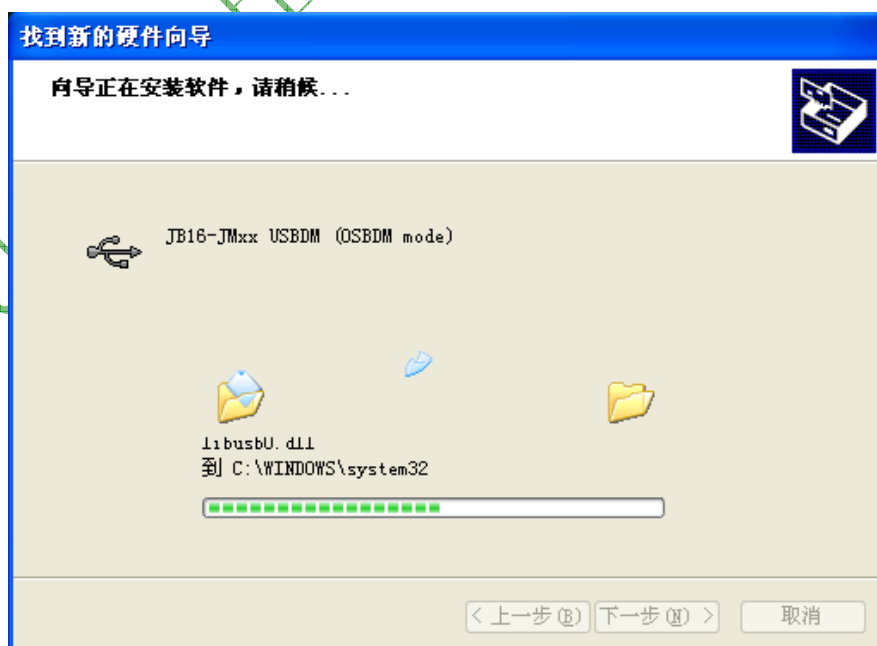 找到新的硬件向导
向导正在安装软件，请稍候...
JB16-JMxx USBDM (OSBDM mode)
libusb0.dll
到 C:\WINDOWS\system32
< 上一步(B) 下一步(N) > 取消